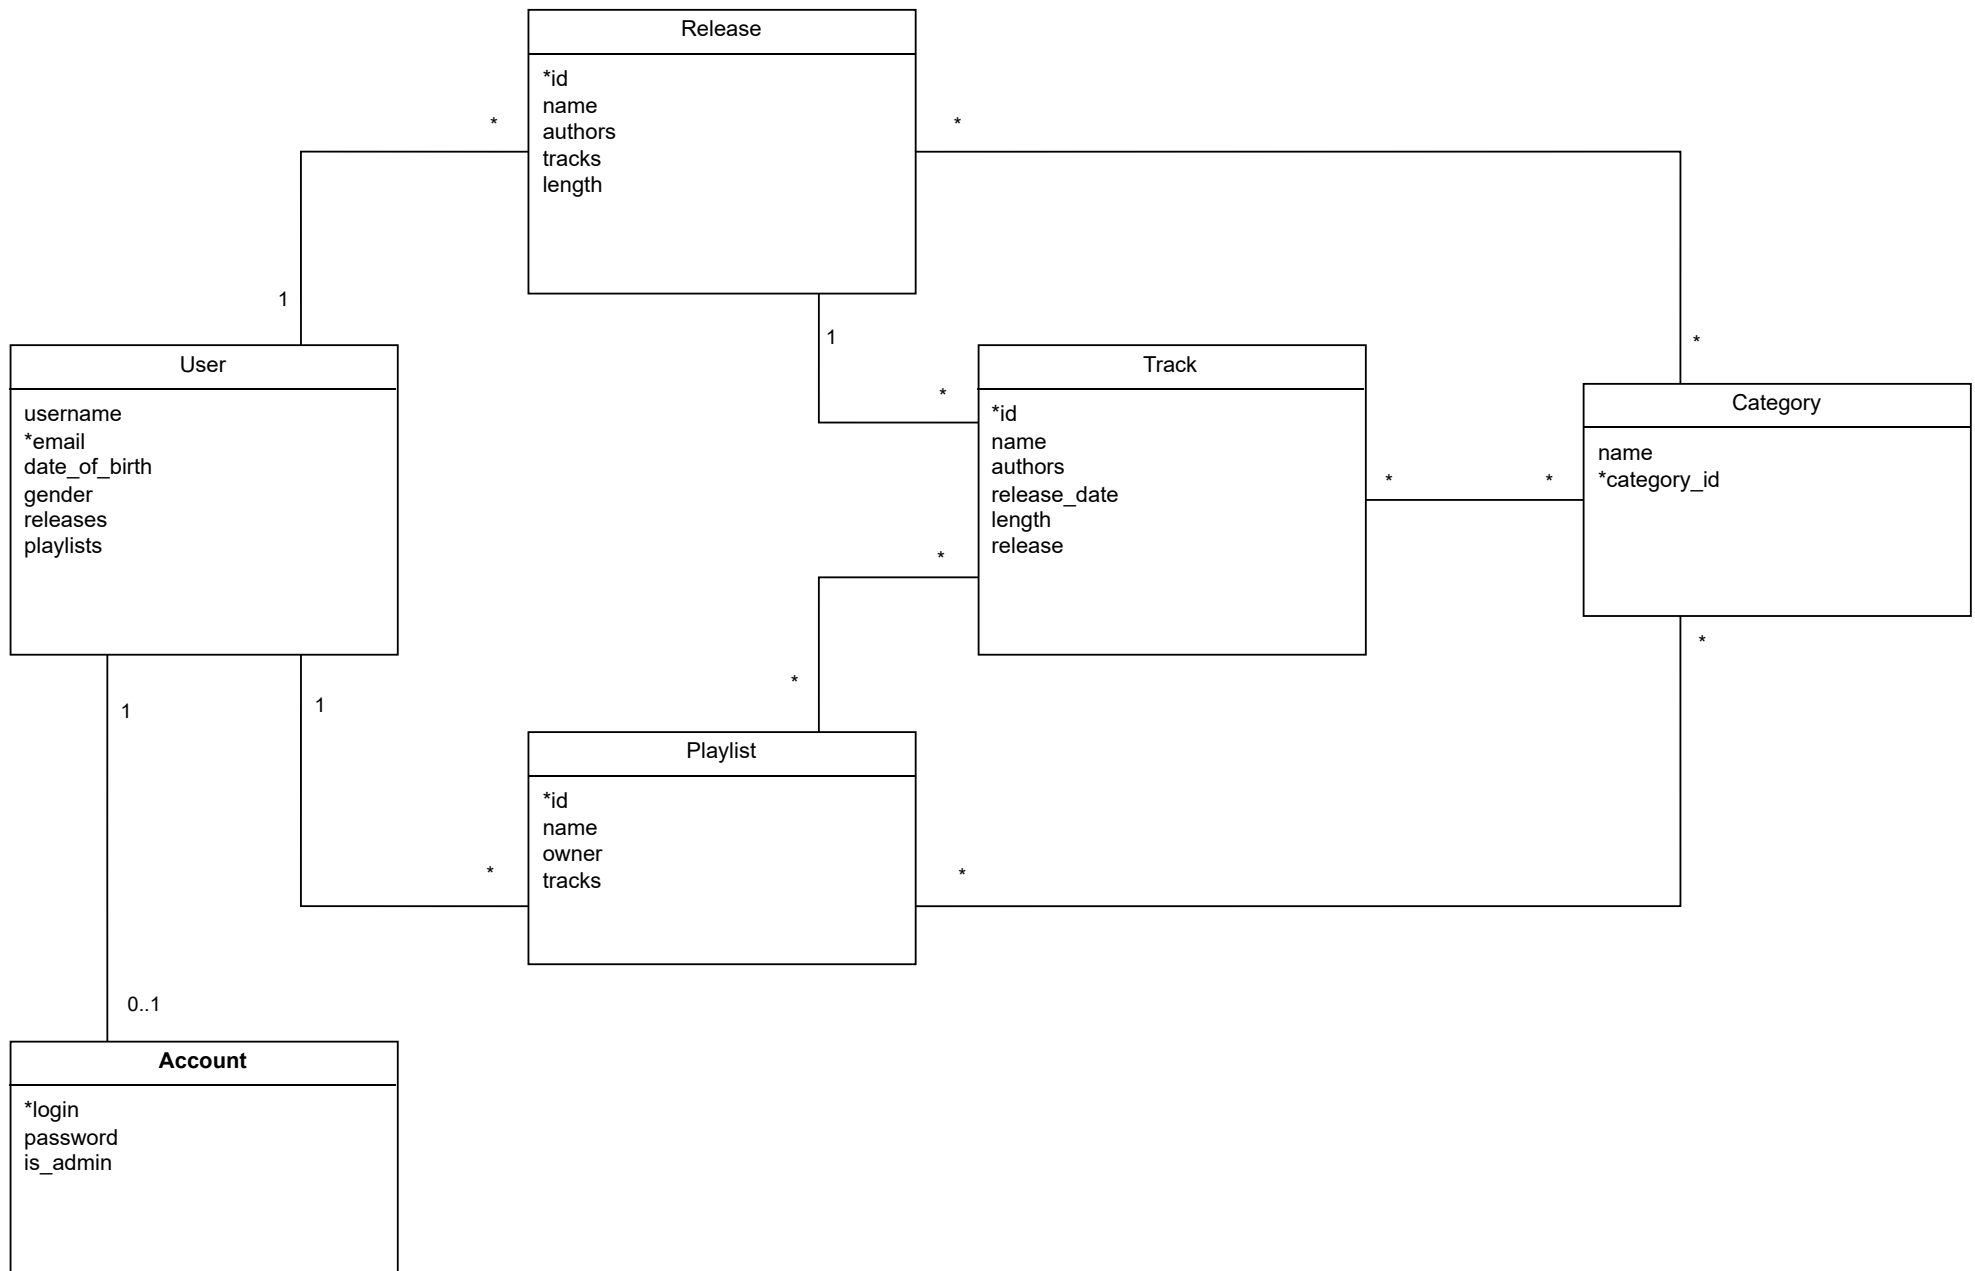 Release
*id
name
authors
tracks
length
*
*
1
1
*
*
User
username
*email
date_of_birth
gender
releases
playlists
Track
*id
name
authors
release_date
length
release
Category
name
*category_id
*
*
*
*
*
1
1
Playlist
*id
name
owner
tracks
*
*
0..1
Account
*login
password
is_admin